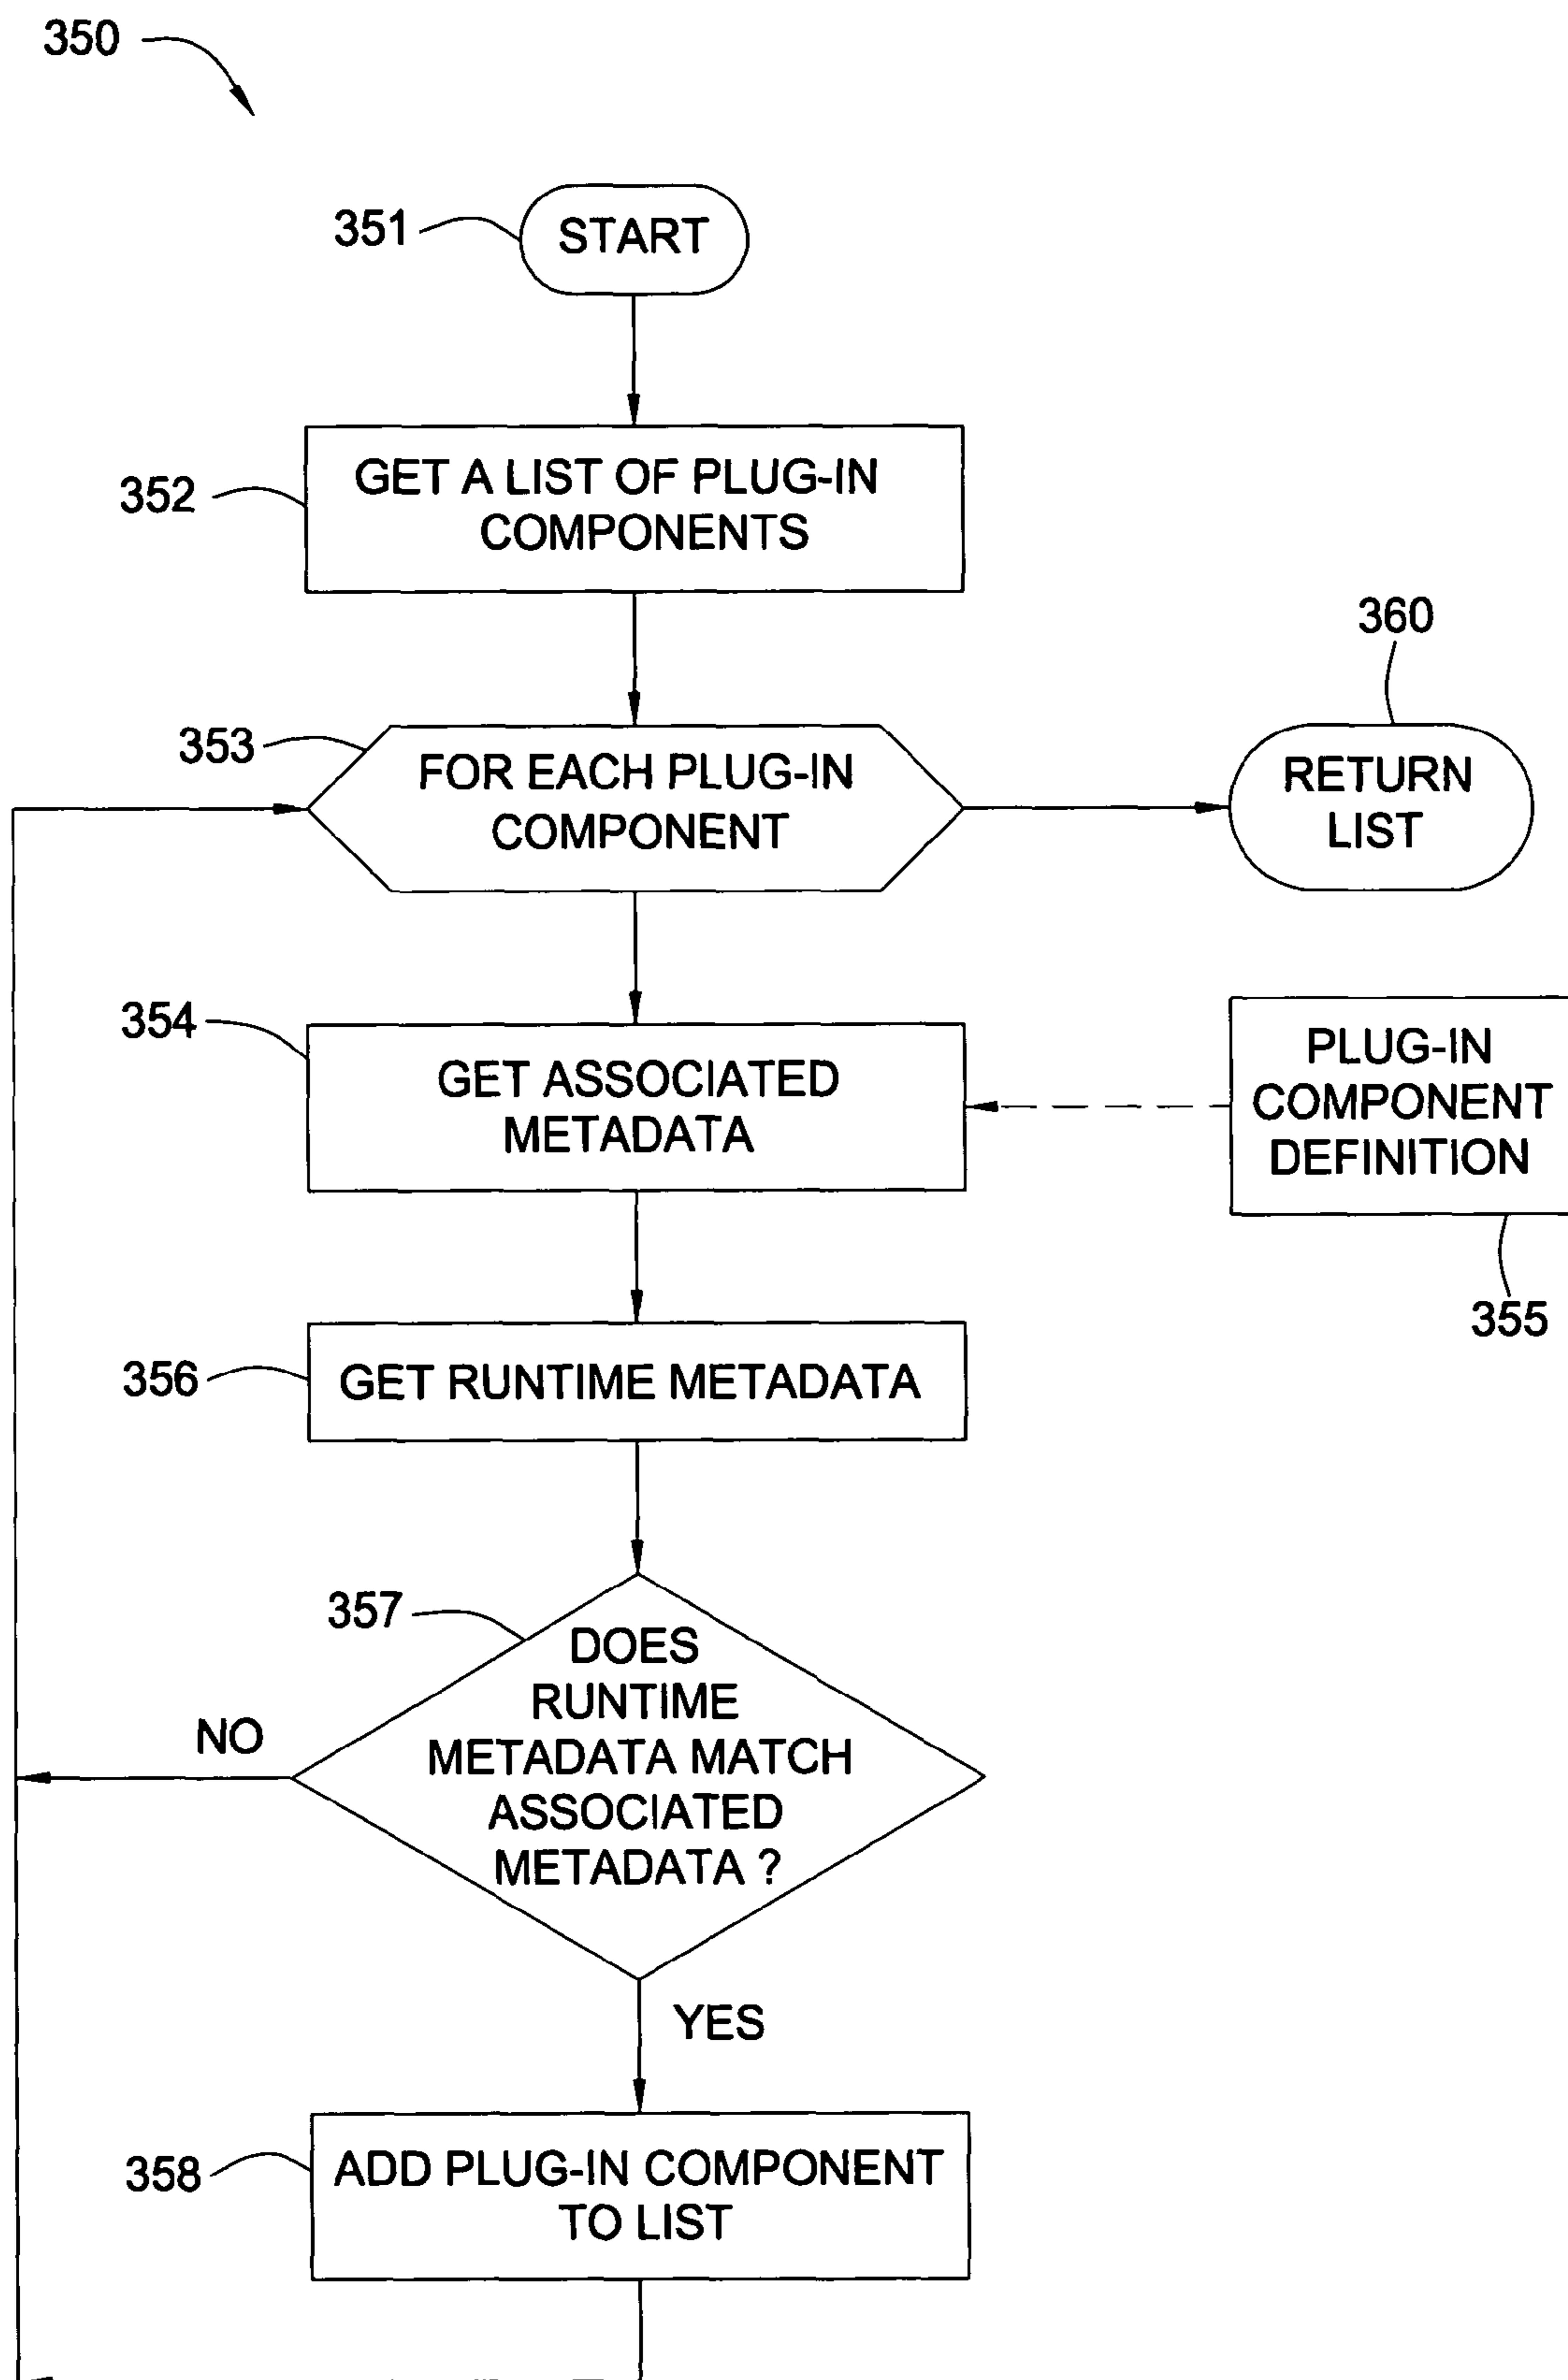 350
351
START
352
GET A LIST OF PLUG-IN
COMPONENTS
360
353
FOR EACH PLUG-IN
COMPONENT
RETURN
LIST
354
GET ASSOCIATED
METADATA
PLUG-IN
COMPONENT
DEFINITION
355
356
GET RUNTIME METADATA
357
DOES
RUNTIME
METADATA MATCH
ASSOCIATED
METADATA ?
NO
YES
358
ADD PLUG-IN COMPONENT
TO LIST